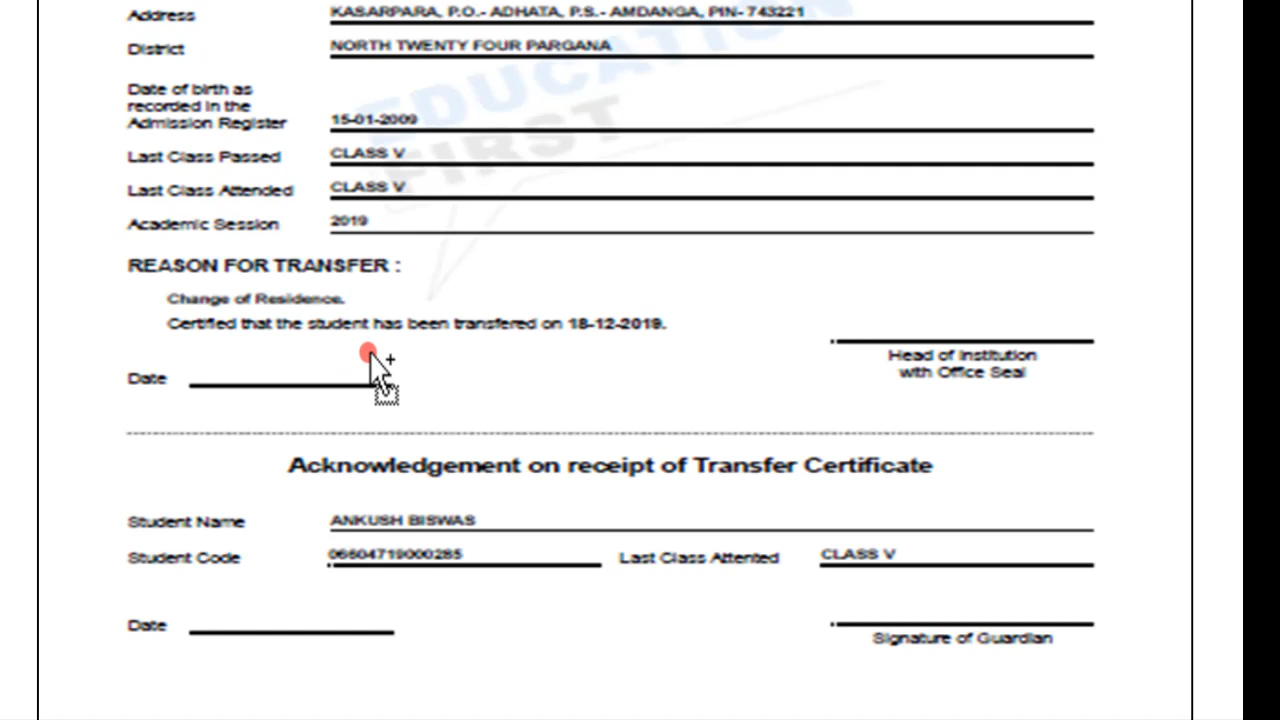 Address KASARPARA, P.O.- ADHATA, P.S.- AMDANGA, PIN- 743221
District NORTH TWENTY FOUR PARGANA
EDUCATION
FIRST
Date of birth as
recorded in the
Admission Register 15-01-2009
Last Class Passed CLASS V
Last Class Attended CLASS V
Academic Session 2019
REASON FOR TRANSFER :
Change of Residence.
Certified that the student has been transfered on 18-12-2019.
Head of Institution
with Office Seal
Date
Acknowledgement on receipt of Transfer Certificate
Student Name ANKUSH BISWAS
Student Code 06604719000285 Last Class Attented CLASS V
Date
Signature of Guardian